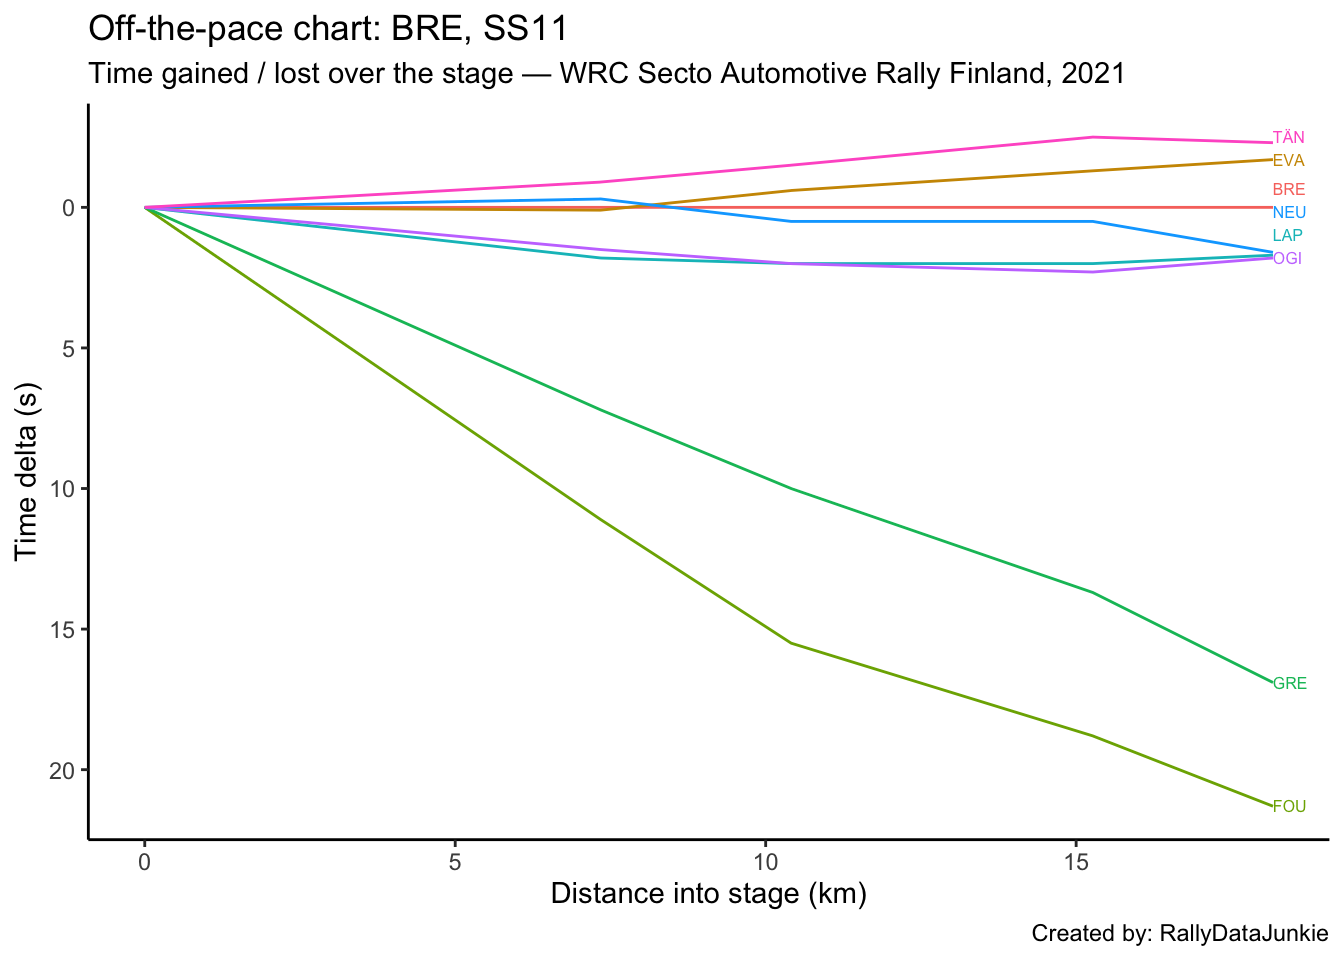 Off-the-pace chart: BRE, SS11
Time gained / lost over the stage — WRC Secto Automotive Rally Finland, 2021
TÄN
EVA
BRE
0
NEU
LAP
OGI
5
Time delta (s)
10
15
GRE
20
FOU
0 5 10 15
Distance into stage (km)
Created by: RallyDataJunkie